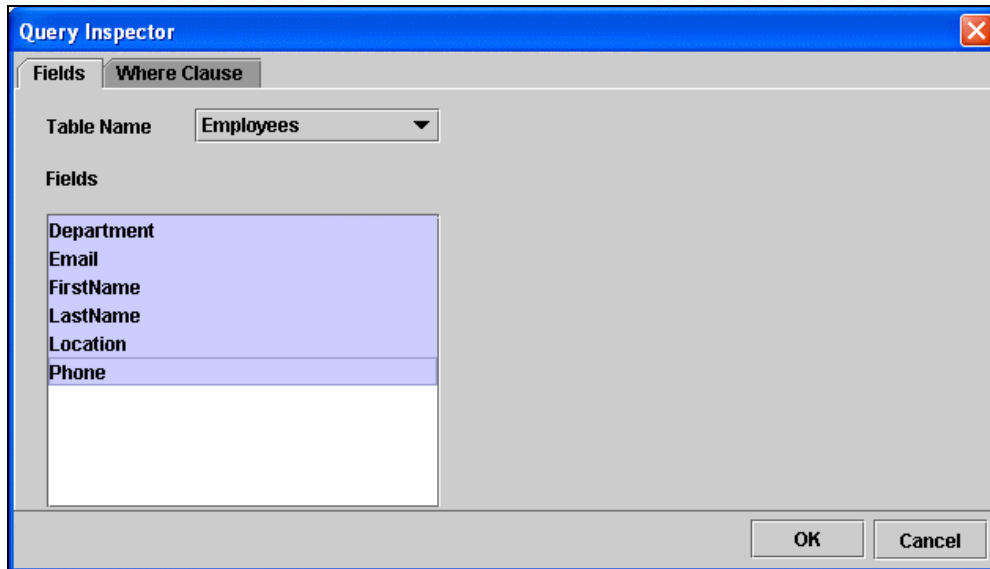 Query Inspector
Fields Where Clause
Table Name Employees
Fields
Department
Email
FirstName
LastName
Location
Phone
OK Cancel